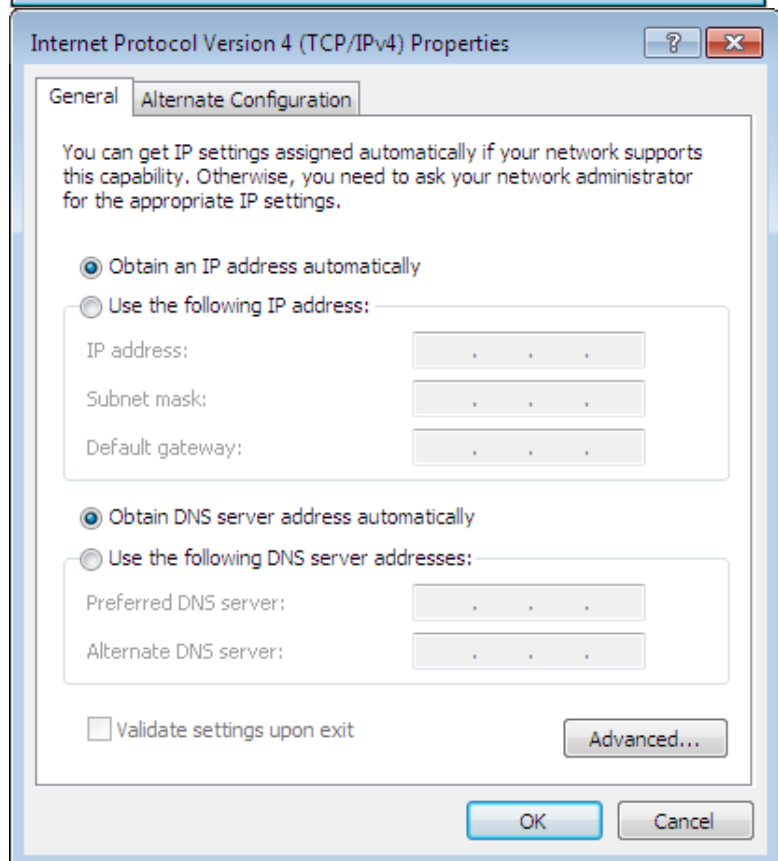 Internet Protocol Version 4 (TCP/IPv4) Properties
General
Alternate Configuration
You can get IP settings assigned automatically if your network supports
this capability. Otherwise, you need to ask your network administrator
for the appropriate IP settings.
Obtain an IP address automatically
Use the following IP address:
IP address:
. . .
Subnet mask:
. . .
Default gateway:
. . .
Obtain DNS server address automatically
Use the following DNS server addresses:
Preferred DNS server:
. . .
Alternate DNS server:
. . .
Validate settings upon exit
Advanced...
OK
Cancel